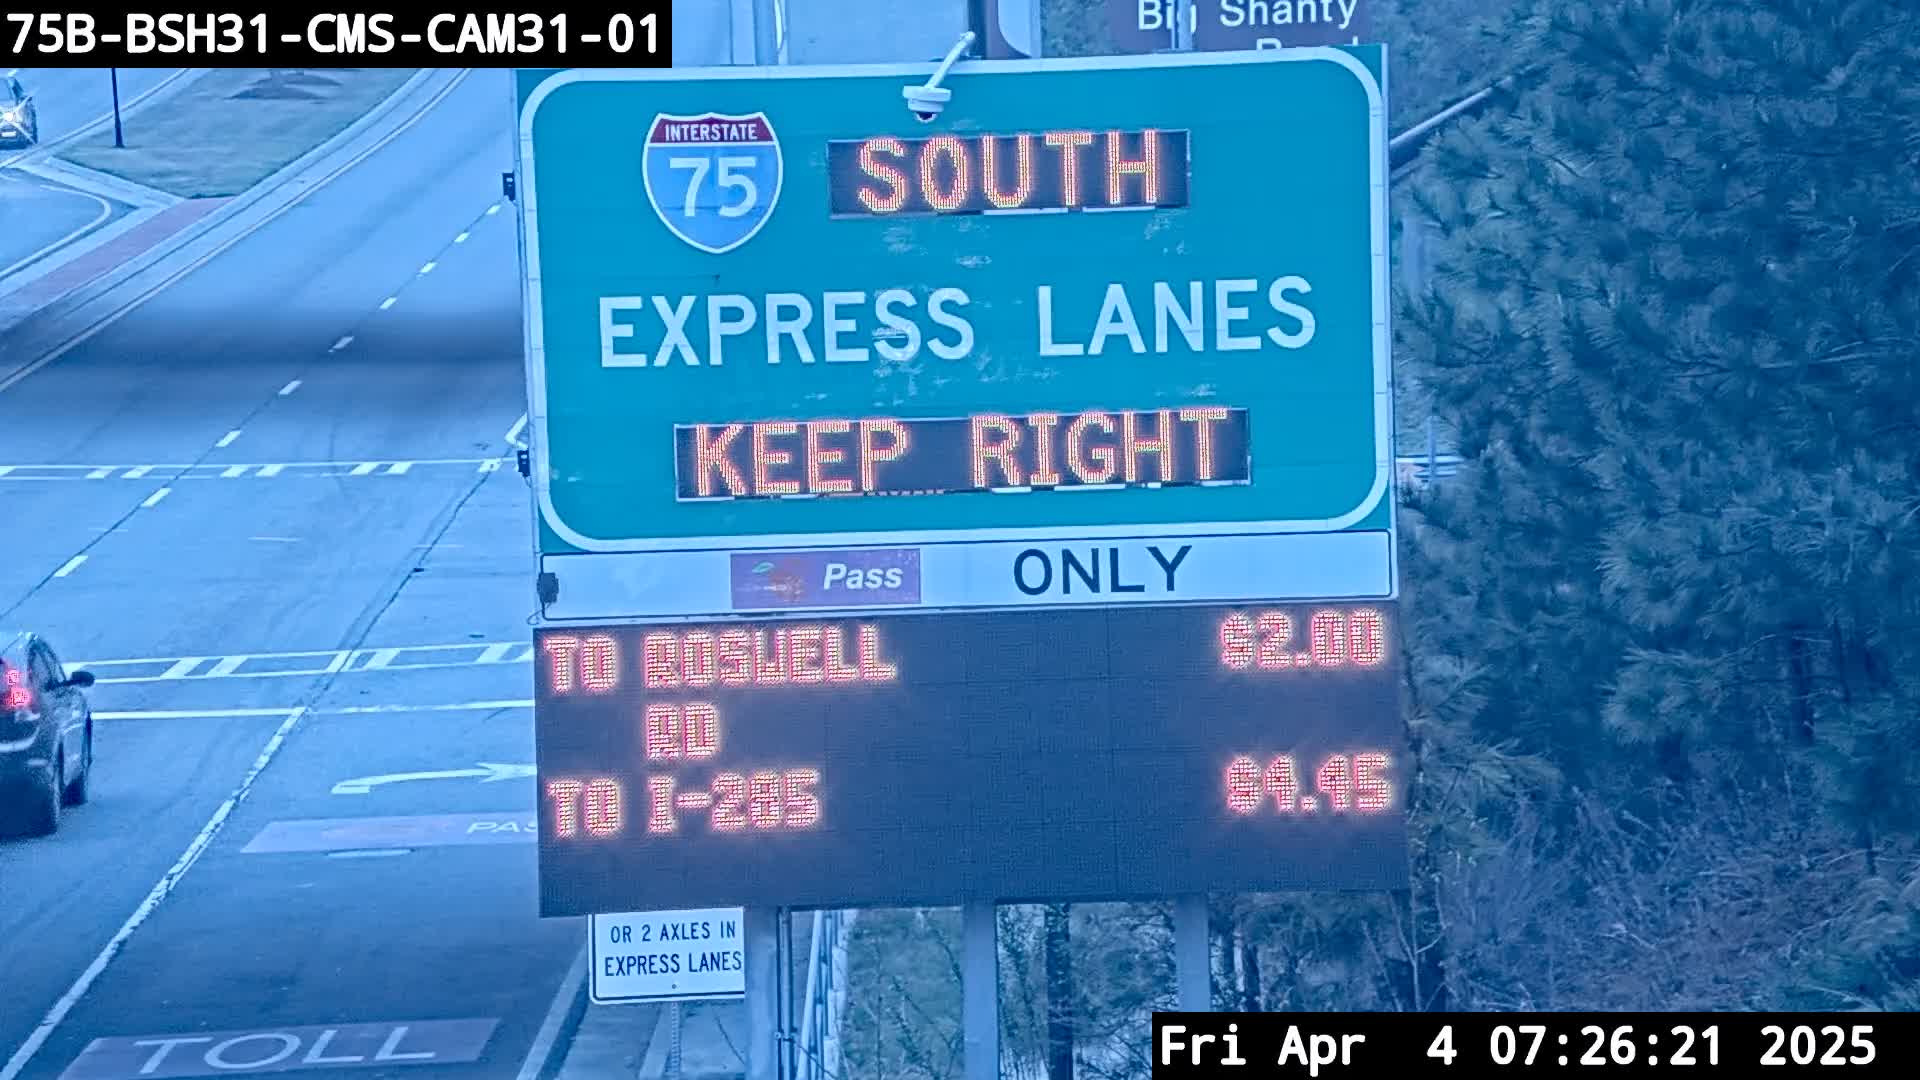 75B-BSH31-CMS-CAM31-01
Big Shanty
INTERSTATE
75
SOUTH
EXPRESS LANES
KEEP RIGHT
Pass ONLY
TO ROSWELL $2.00
RD
TO I-285 $4.45
OR 2 AXLES IN
EXPRESS LANES
TOLL
Fri Apr 4 07:26:21 2025